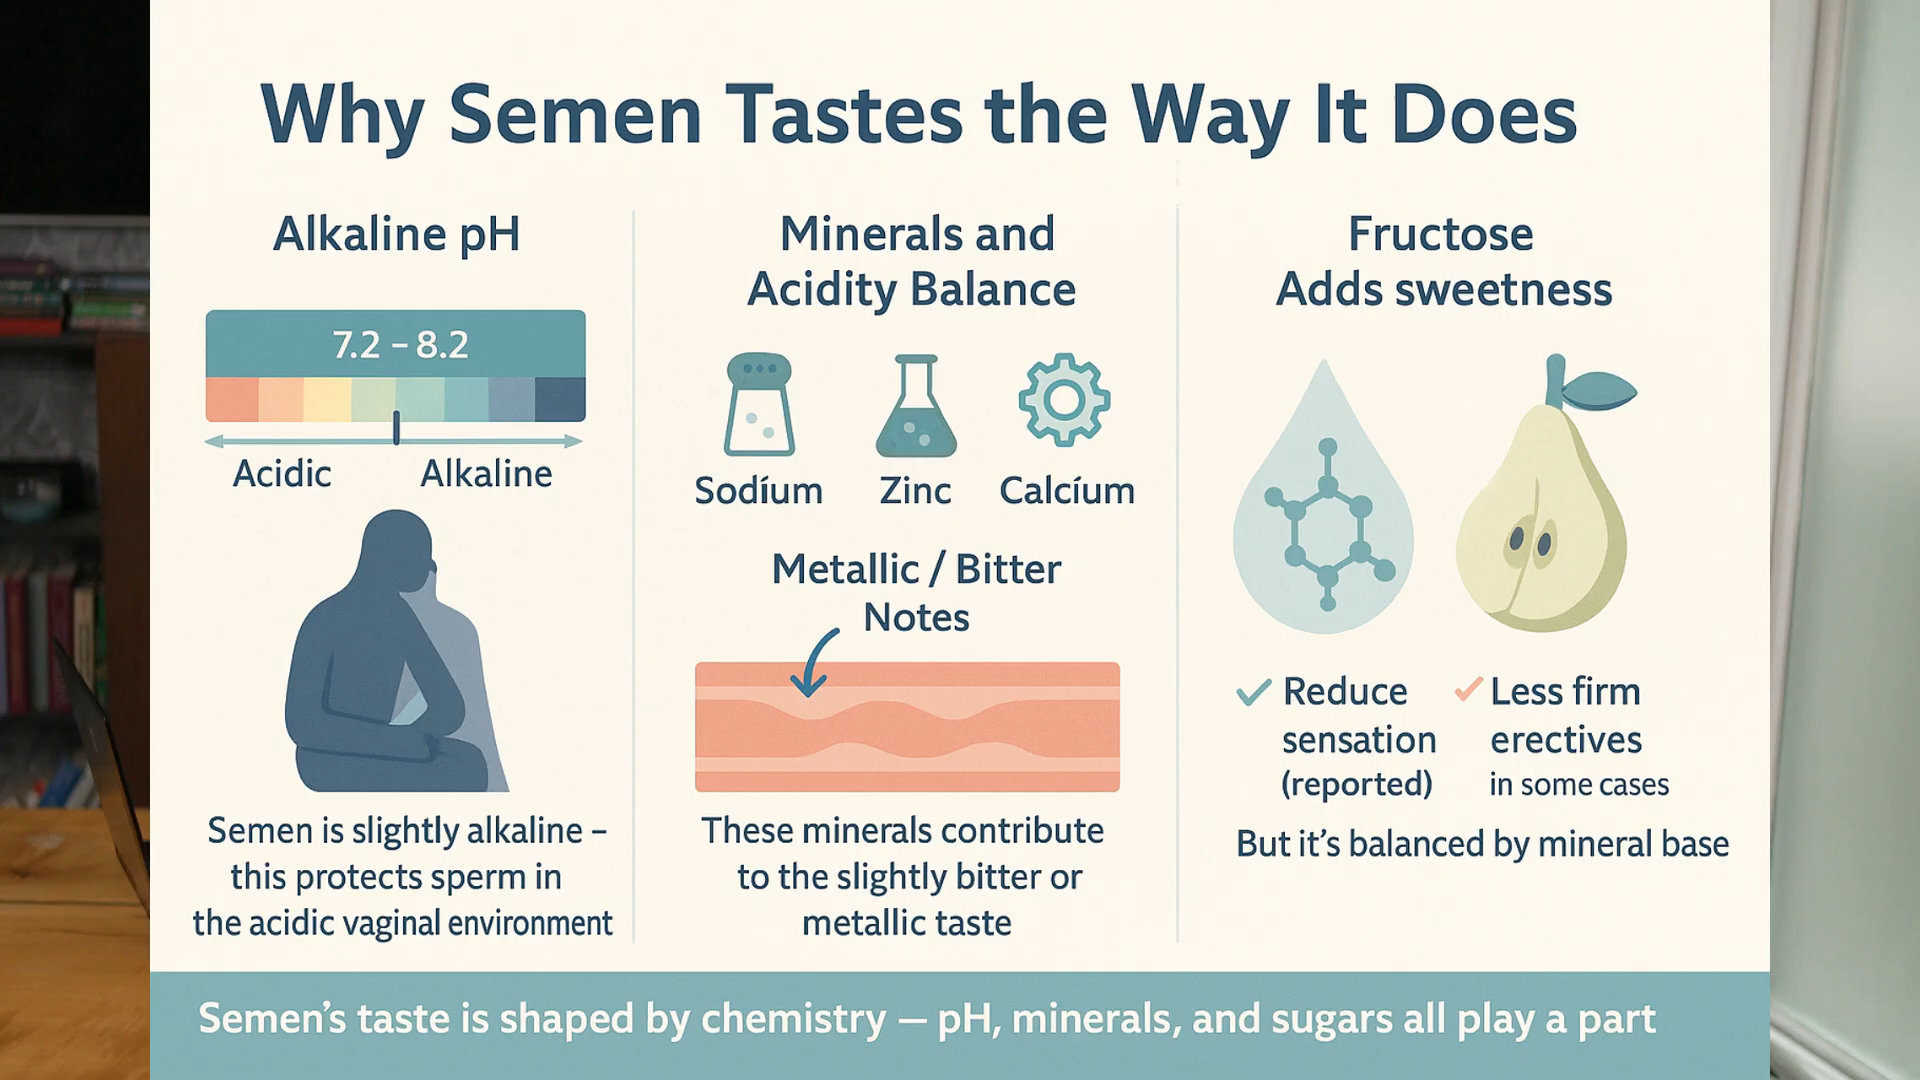 Why Semen Tastes the Way It Does
Alkaline pH
7.2 – 8.2
Acidic
Alkaline
Semen is slightly alkaline –
this protects sperm in
the acidic vaginal environment
Minerals and
Acidity Balance
Sodíum
Zinc
Calcíum
Metallic / Bitter
Notes
These minerals contribute
to the slightly bitter or
metallic taste
Fructose
Adds sweetness
Reduce
sensation
(reported)
Less firm
erectives
in some cases
But it’s balanced by mineral base
Semen’s taste is shaped by chemistry — pH, minerals, and sugars all play a part